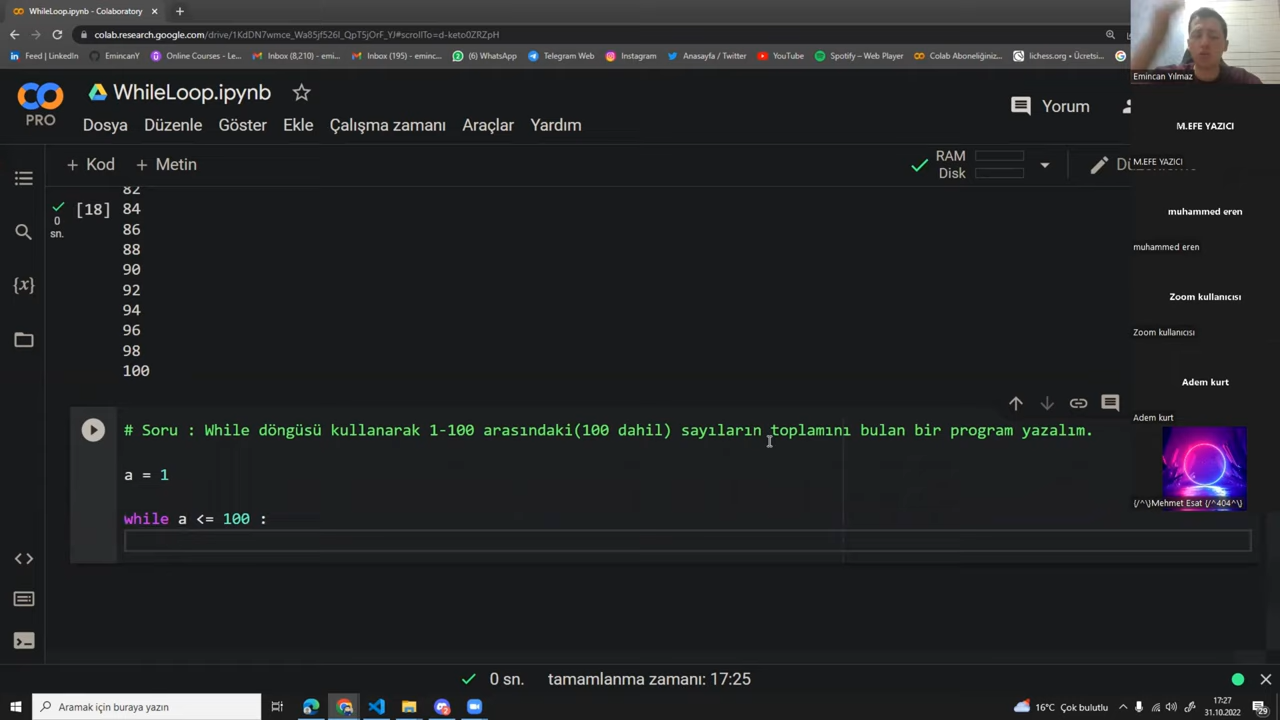 WhileLoop.ipynb - Colaboratory
colab.research.google.com/drive/1KdDN7wmce_Wa85jf526I_QpT5jOrF_YJ#scrollTo=d-keto0ZRZpH
Feed | LinkedIn
EmincanY
Online Courses - Le...
Inbox (8,210) - emi...
Inbox (195) - eminc...
(6) WhatsApp
Telegram Web
Instagram
Anasayfa / Twitter
YouTube
Spotify – Web Player
Colab Aboneliğiniz...
lichess.org • Ücretsi...
Emincan Yılmaz
PRO
WhileLoop.ipynb
Yorum
Dosya Düzenle Göster Ekle Çalışma zamanı Araçlar Yardım
M.EFE YAZICI
M.EFE YAZICI
+ Kod + Metin
RAM
Disk
muhammed eren
muhammed eren
Zoom kullanıcısı
Zoom kullanıcısı
Adem kurt
Adem kurt
{/^\}Mehmet Esat {/^404^\}
0
sn.
[18]
82
84
86
88
90
92
94
96
98
100
# Soru : While döngüsü kullanarak 1-100 arasındaki(100 dahil) sayıların toplamını bulan bir program yazalım.
a = 1
while a <= 100 :
0 sn. tamamlanma zamanı: 17:25
Aramak için buraya yazın
16°C Çok bulutlu
17:27
31.10.2022
29